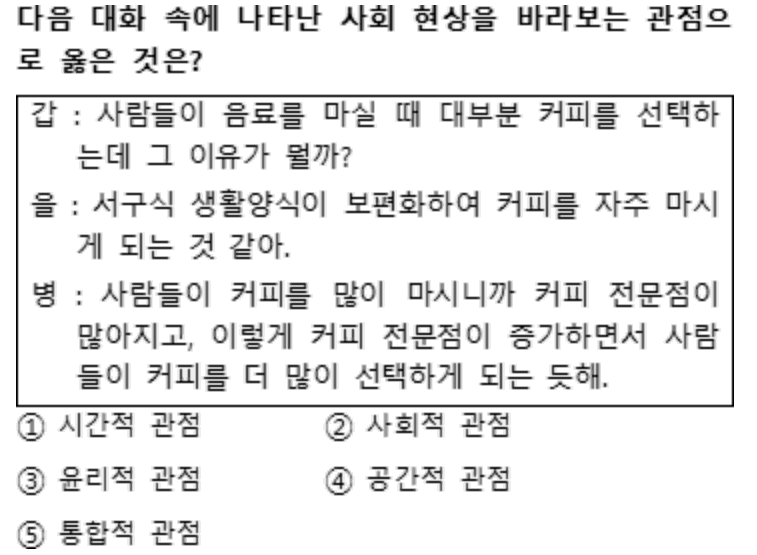 다음 대화 속에 나타난 사회 현상을 바라보는 관점으
로 옳은 것은?
갑 : 사람들이 음료를 마실 때 대부분 커피를 선택하
는데 그 이유가 뭘까?
을 : 서구식 생활양식이 보편화하여 커피를 자주 마시
게 되는 것 같아.
병 : 사람들이 커피를 많이 마시니까 커피 전문점이
많아지고, 이렇게 커피 전문점이 증가하면서 사람
들이 커피를 더 많이 선택하게 되는 듯해.
① 시간적 관점 ② 사회적 관점
③ 윤리적 관점 ④ 공간적 관점
⑤ 통합적 관점